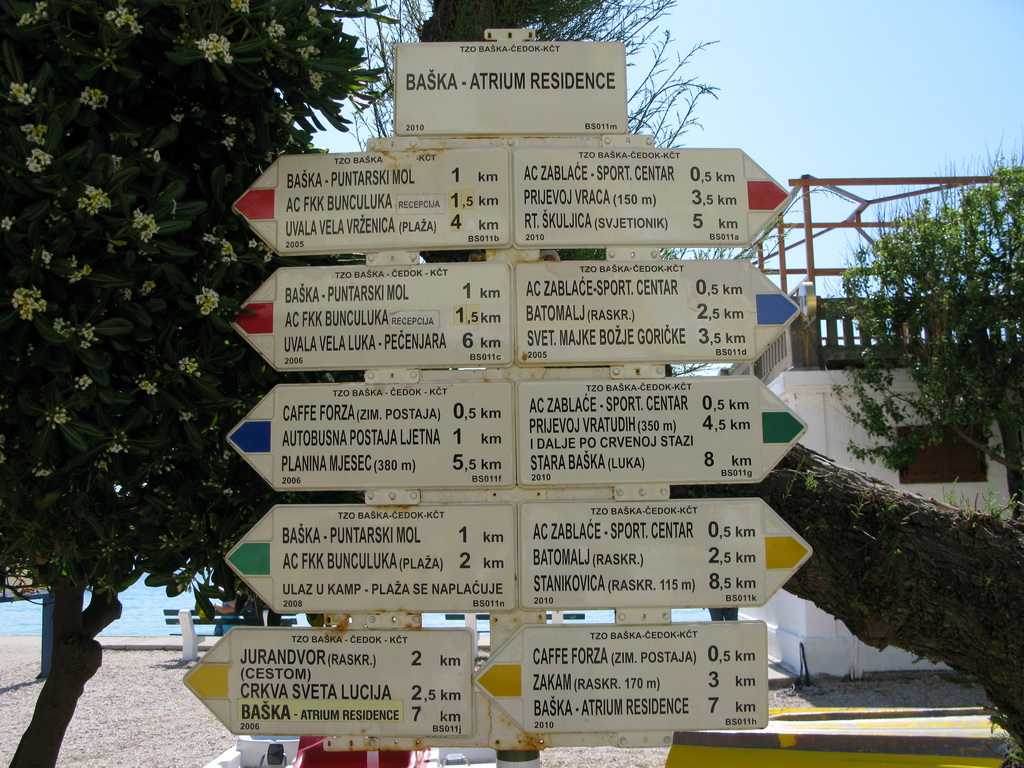 TZO BAŠKA-ČEDOK-KČT
BAŠKA - ATRIUM RESIDENCE
2010 BS011m
TZO BAŠKA -KČT
BAŠKA - PUNTARSKI MOL 1 km
AC FKK BUNCULUKA RECEPCIJA 1,5 km
UVALA VELA VRŽENICA (PLAŽA) 4 km
2005 BS011b
TZO BAŠKA-ČEDOK-KČT
AC ZABLAĆE - SPORT. CENTAR 0,5 km
PRIJEVOJ VRACA (150 m) 3,5 km
RT. ŠKULJICA (SVJETIONIK) 5 km
2010 BS011a
TZO BAŠKA - ČEDOK - KČT
BAŠKA - PUNTARSKI MOL 1 km
AC FKK BUNCULUKA RECEPCIJA 1,5 km
UVALA VELA LUKA - PEČENJARA 6 km
2006 BS011c
TZO BAŠKA-ČEDOK-KČT
AC ZABLAĆE-SPORT. CENTAR 0,5 km
BATOMALJ (RASKR.) 2,5 km
SVET. MAJKE BOŽJE GORIČKE 3,5 km
2005 BS011d
TZO BAŠKA - ČEDOK - KČT
CAFFE FORZA (ZIM. POSTAJA) 0,5 km
AUTOBUSNA POSTAJA LJETNA 1 km
PLANINA MJESEC (380 m) 5,5 km
2006 BS011f
TZO BAŠKA-ČEDOK-KČT
AC ZABLAĆE - SPORT. CENTAR 0,5 km
PRIJEVOJ VRATUDIH (350 m) 4,5 km
I DALJE PO CRVENOJ STAZI
STARA BAŠKA (LUKA) 8 km
2010 BS011g
TZO BAŠKA-ČEDOK-KČT
BAŠKA - PUNTARSKI MOL 1 km
AC FKK BUNCULUKA (PLAŽA) 2 km
ULAZ U KAMP - PLAŽA SE NAPLAĆUJE
2008 BS011n
TZO BAŠKA-ČEDOK-KČT
AC ZABLAĆE - SPORT. CENTAR 0,5 km
BATOMALJ (RASKR.) 2,5 km
STANIKOVICA (RASKR. 115 m) 8,5 km
2010 BS011k
TZO BAŠKA - ČEDOK - KČT
JURANDVOR (RASKR.) 2 km
(CESTOM)
CRKVA SVETA LUCIJA 2,5 km
BAŠKA - ATRIUM RESIDENCE 7 km
2006 BS011j
TZO BAŠKA-ČEDOK-KČT
CAFFE FORZA (ZIM. POSTAJA) 0,5 km
ZAKAM (RASKR. 170 m) 3 km
BAŠKA - ATRIUM RESIDENCE 7 km
2010 BS011h